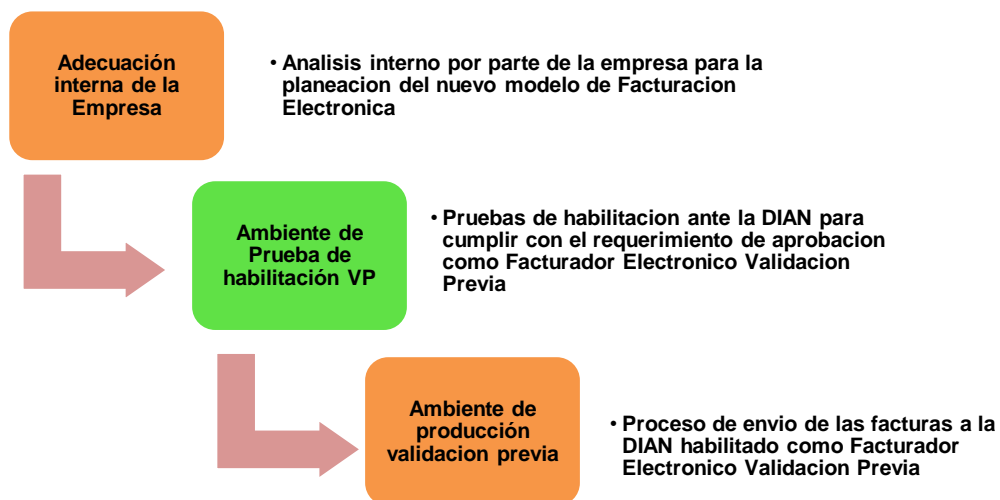 Adecuación
interna de la
Empresa
• Analisis interno por parte de la empresa para la
planeacion del nuevo modelo de Facturacion
Electronica
Ambiente de
Prueba de
habilitación VP
• Pruebas de habilitacion ante la DIAN para
cumplir con el requerimiento de aprobacion
como Facturador Electronico Validacion
Previa
Ambiente de
producción
validacion previa
• Proceso de envio de las facturas a la
DIAN habilitado como Facturador
Electronico Validacion Previa